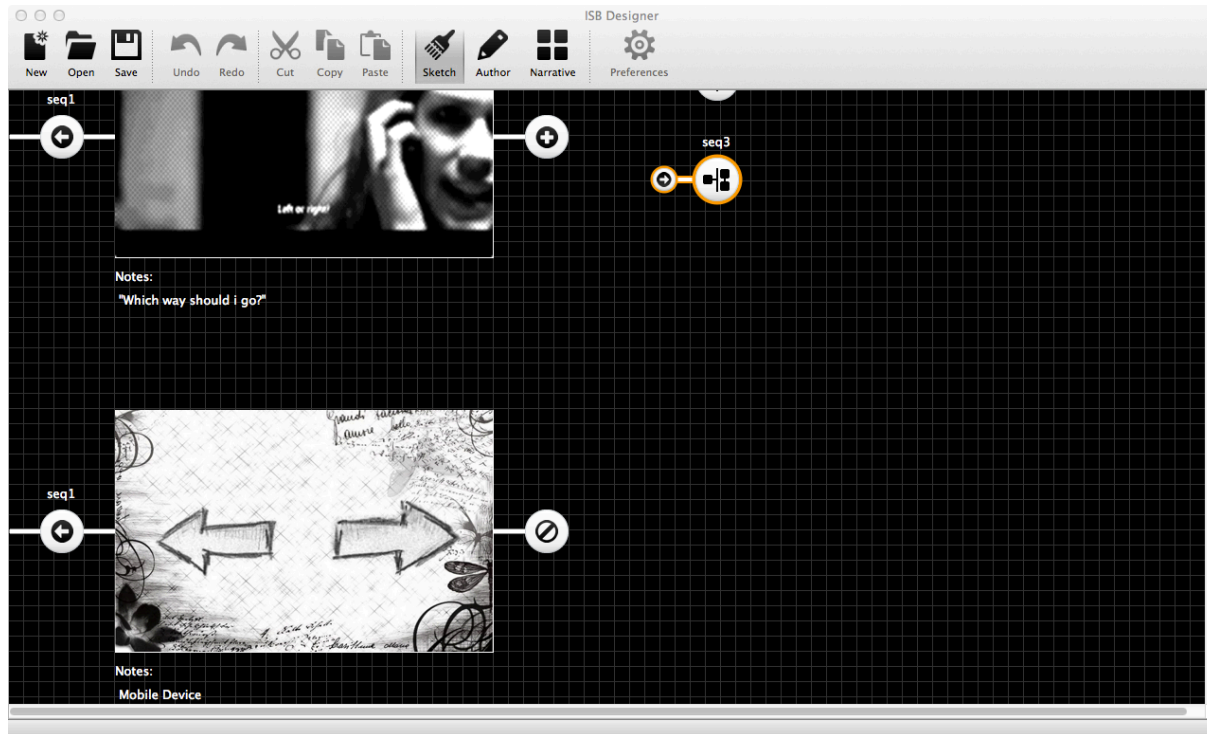 ISB Designer
New Open Save Undo Redo Cut Copy Paste Sketch Author Narrative Preferences
seq1
seq3
Left or right?
Notes:
"Which way should i go?"
seq1
Notes:
Mobile Device